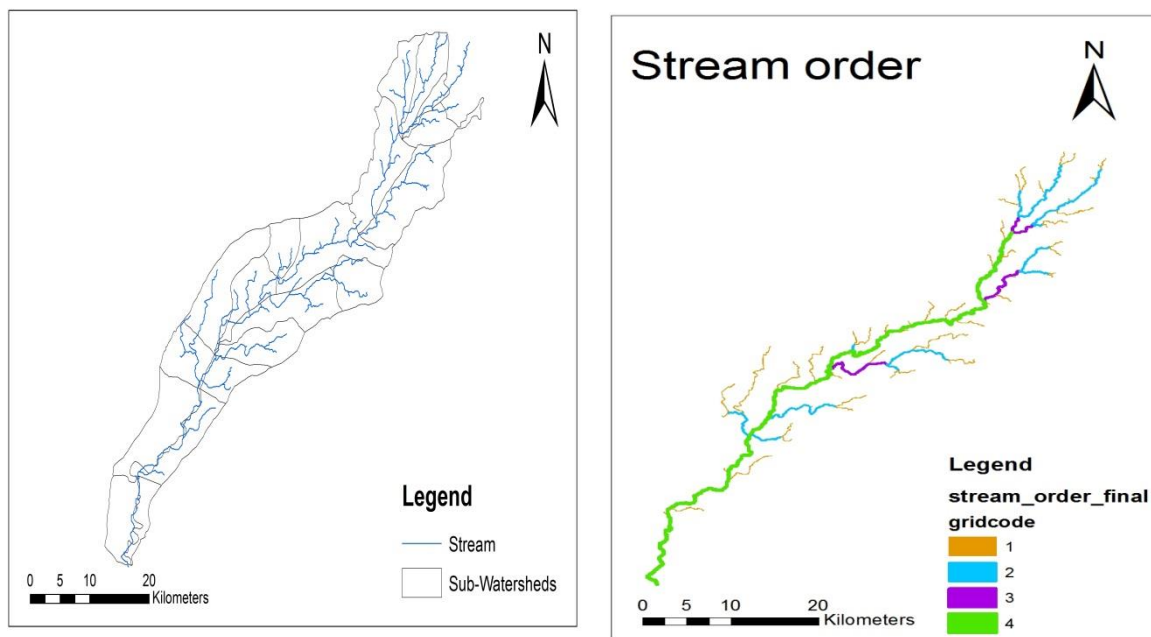 N
Legend
Stream
Sub-Watersheds
0 5 10 20
Kilometers
Stream order
N
Legend
stream_order_final
gridcode
1
2
3
4
0 5 10 20
Kilometers